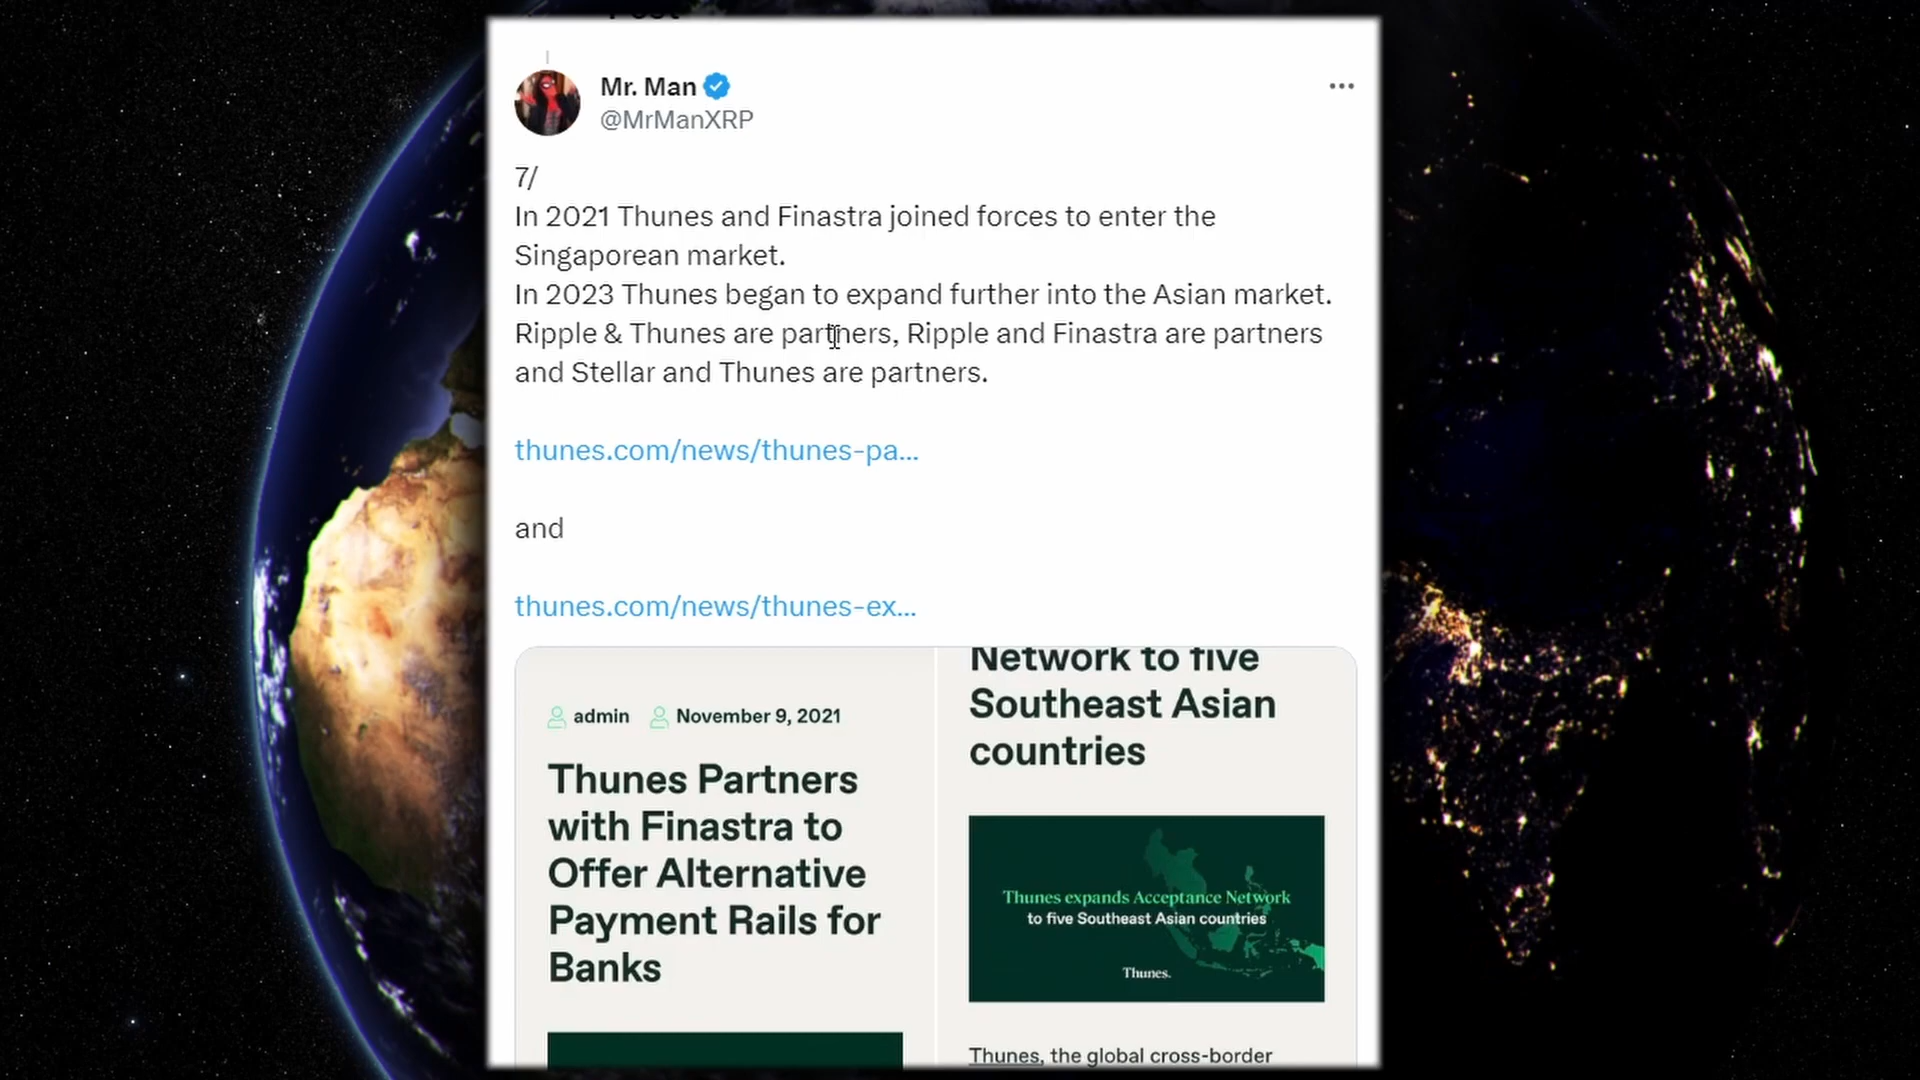 Mr. Man
@MrManXRP
7/
In 2021 Thunes and Finastra joined forces to enter the
Singaporean market.
In 2023 Thunes began to expand further into the Asian market.
Ripple & Thunes are partners, Ripple and Finastra are partners
and Stellar and Thunes are partners.
thunes.com/news/thunes-pa...
and
thunes.com/news/thunes-ex...
admin November 9, 2021
Thunes Partners
with Finastra to
Offer Alternative
Payment Rails for
Banks
Network to five
Southeast Asian
countries
Thunes expands Acceptance Network
to five Southeast Asian countries
Thunes.
Thunes, the global cross-border